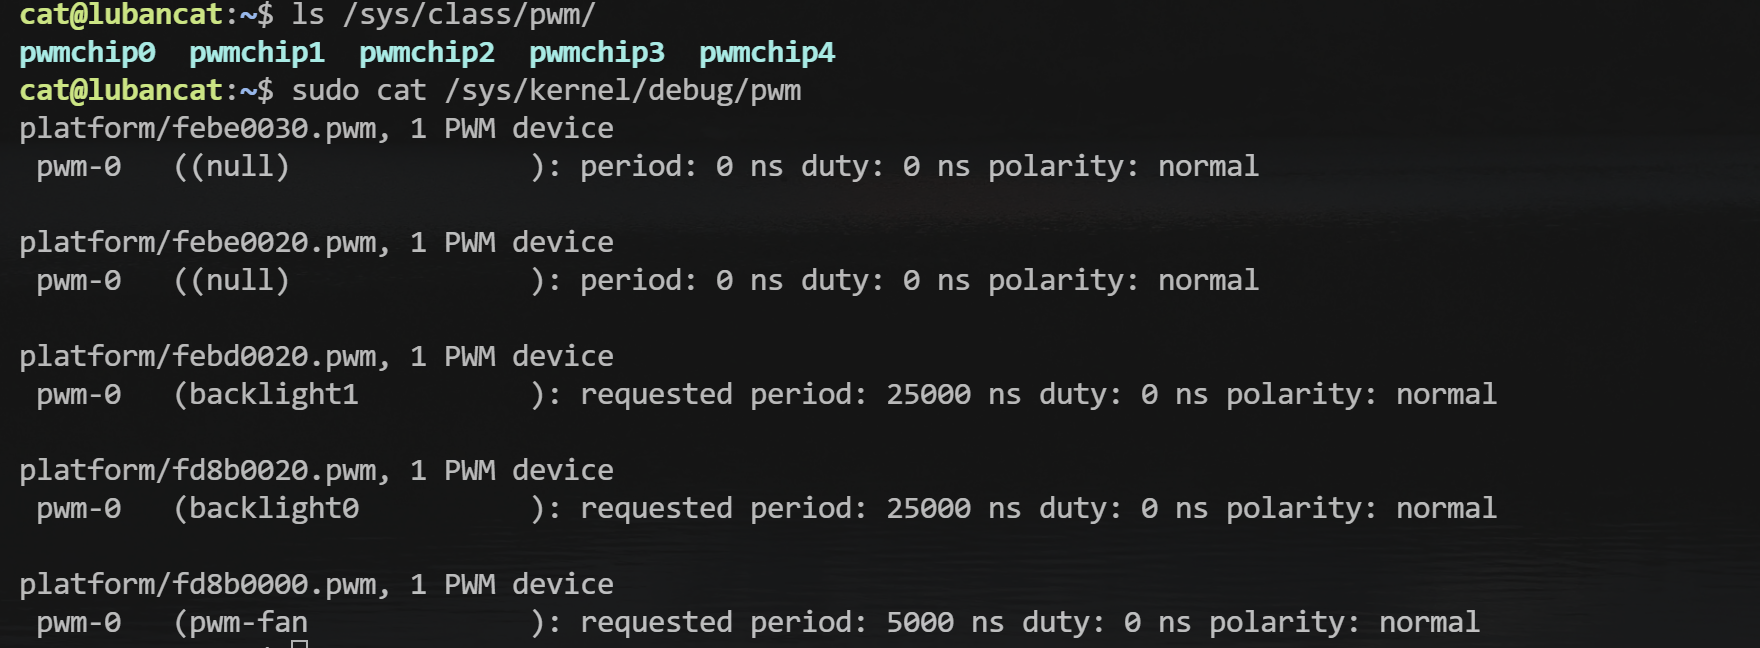 cat@lubancat:~$ ls /sys/class/pwm/
pwmchip0  pwmchip1  pwmchip2  pwmchip3  pwmchip4
cat@lubancat:~$ sudo cat /sys/kernel/debug/pwm
platform/febe0030.pwm, 1 PWM device
 pwm-0   ((null)              ): period: 0 ns duty: 0 ns polarity: normal
platform/febe0020.pwm, 1 PWM device
 pwm-0   ((null)              ): period: 0 ns duty: 0 ns polarity: normal
platform/febd0020.pwm, 1 PWM device
 pwm-0   (backlight1          ): requested period: 25000 ns duty: 0 ns polarity: normal
platform/fd8b0020.pwm, 1 PWM device
 pwm-0   (backlight0          ): requested period: 25000 ns duty: 0 ns polarity: normal
platform/fd8b0000.pwm, 1 PWM device
 pwm-0   (pwm-fan             ): requested period: 5000 ns duty: 0 ns polarity: normal